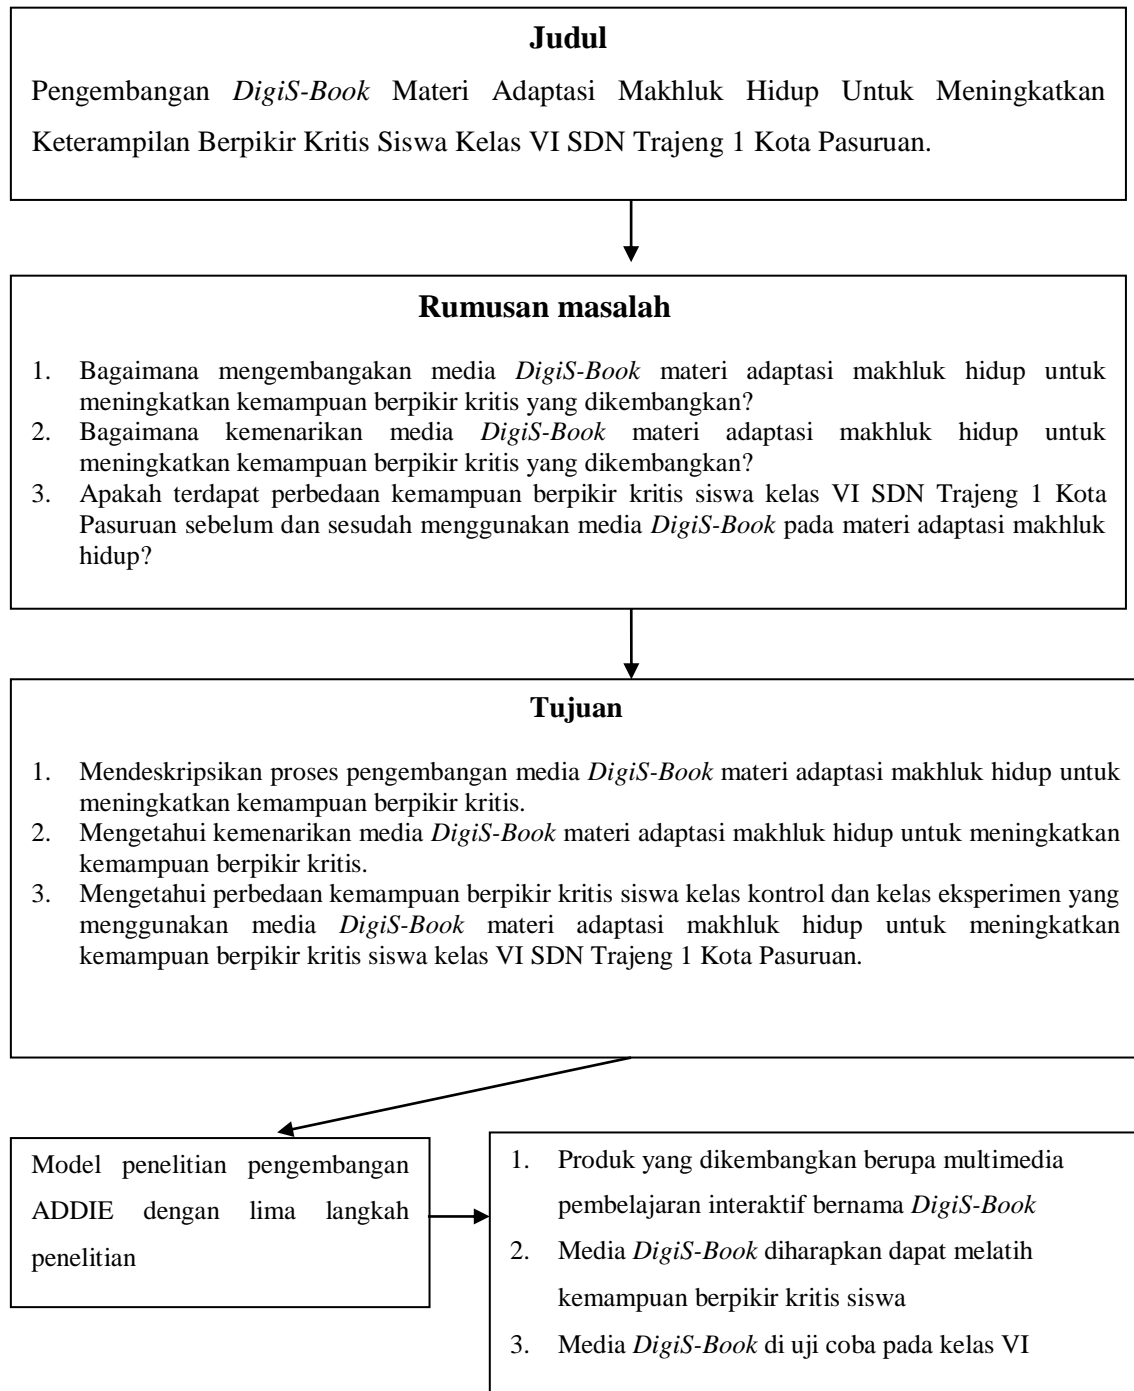 Judul
Pengembangan DigiS-Book Materi Adaptasi Makhluk Hidup Untuk Meningkatkan
Keterampilan Berpikir Kritis Siswa Kelas VI SDN Trajeng 1 Kota Pasuruan.
Rumusan masalah
1. Bagaimana mengembangakan media DigiS-Book materi adaptasi makhluk hidup untuk
meningkatkan kemampuan berpikir kritis yang dikembangkan?
2. Bagaimana kemenarikan media DigiS-Book materi adaptasi makhluk hidup untuk
meningkatkan kemampuan berpikir kritis yang dikembangkan?
3. Apakah terdapat perbedaan kemampuan berpikir kritis siswa kelas VI SDN Trajeng 1 Kota
Pasuruan sebelum dan sesudah menggunakan media DigiS-Book pada materi adaptasi makhluk
hidup?
Tujuan
1. Mendeskripsikan proses pengembangan media DigiS-Book materi adaptasi makhluk hidup untuk
meningkatkan kemampuan berpikir kritis.
2. Mengetahui kemenarikan media DigiS-Book materi adaptasi makhluk hidup untuk meningkatkan
kemampuan berpikir kritis.
3. Mengetahui perbedaan kemampuan berpikir kritis siswa kelas kontrol dan kelas eksperimen yang
menggunakan media DigiS-Book materi adaptasi makhluk hidup untuk meningkatkan
kemampuan berpikir kritis siswa kelas VI SDN Trajeng 1 Kota Pasuruan.
Model penelitian pengembangan
ADDIE dengan lima langkah
penelitian
1. Produk yang dikembangkan berupa multimedia
pembelajaran interaktif bernama DigiS-Book
2. Media DigiS-Book diharapkan dapat melatih
kemampuan berpikir kritis siswa
3. Media DigiS-Book di uji coba pada kelas VI